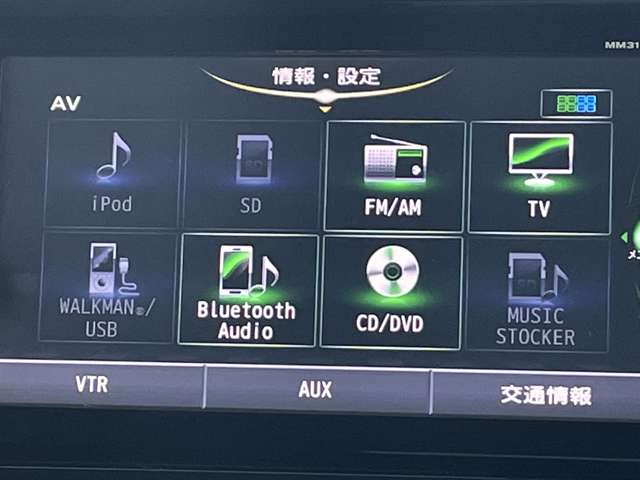 MM31
情報・設定
AV
iPod
SD
FM/AM
TV
WALKMAN®/
USB
Bluetooth
Audio
CD/DVD
MUSIC
STOCKER
VTR
AUX
交通情報